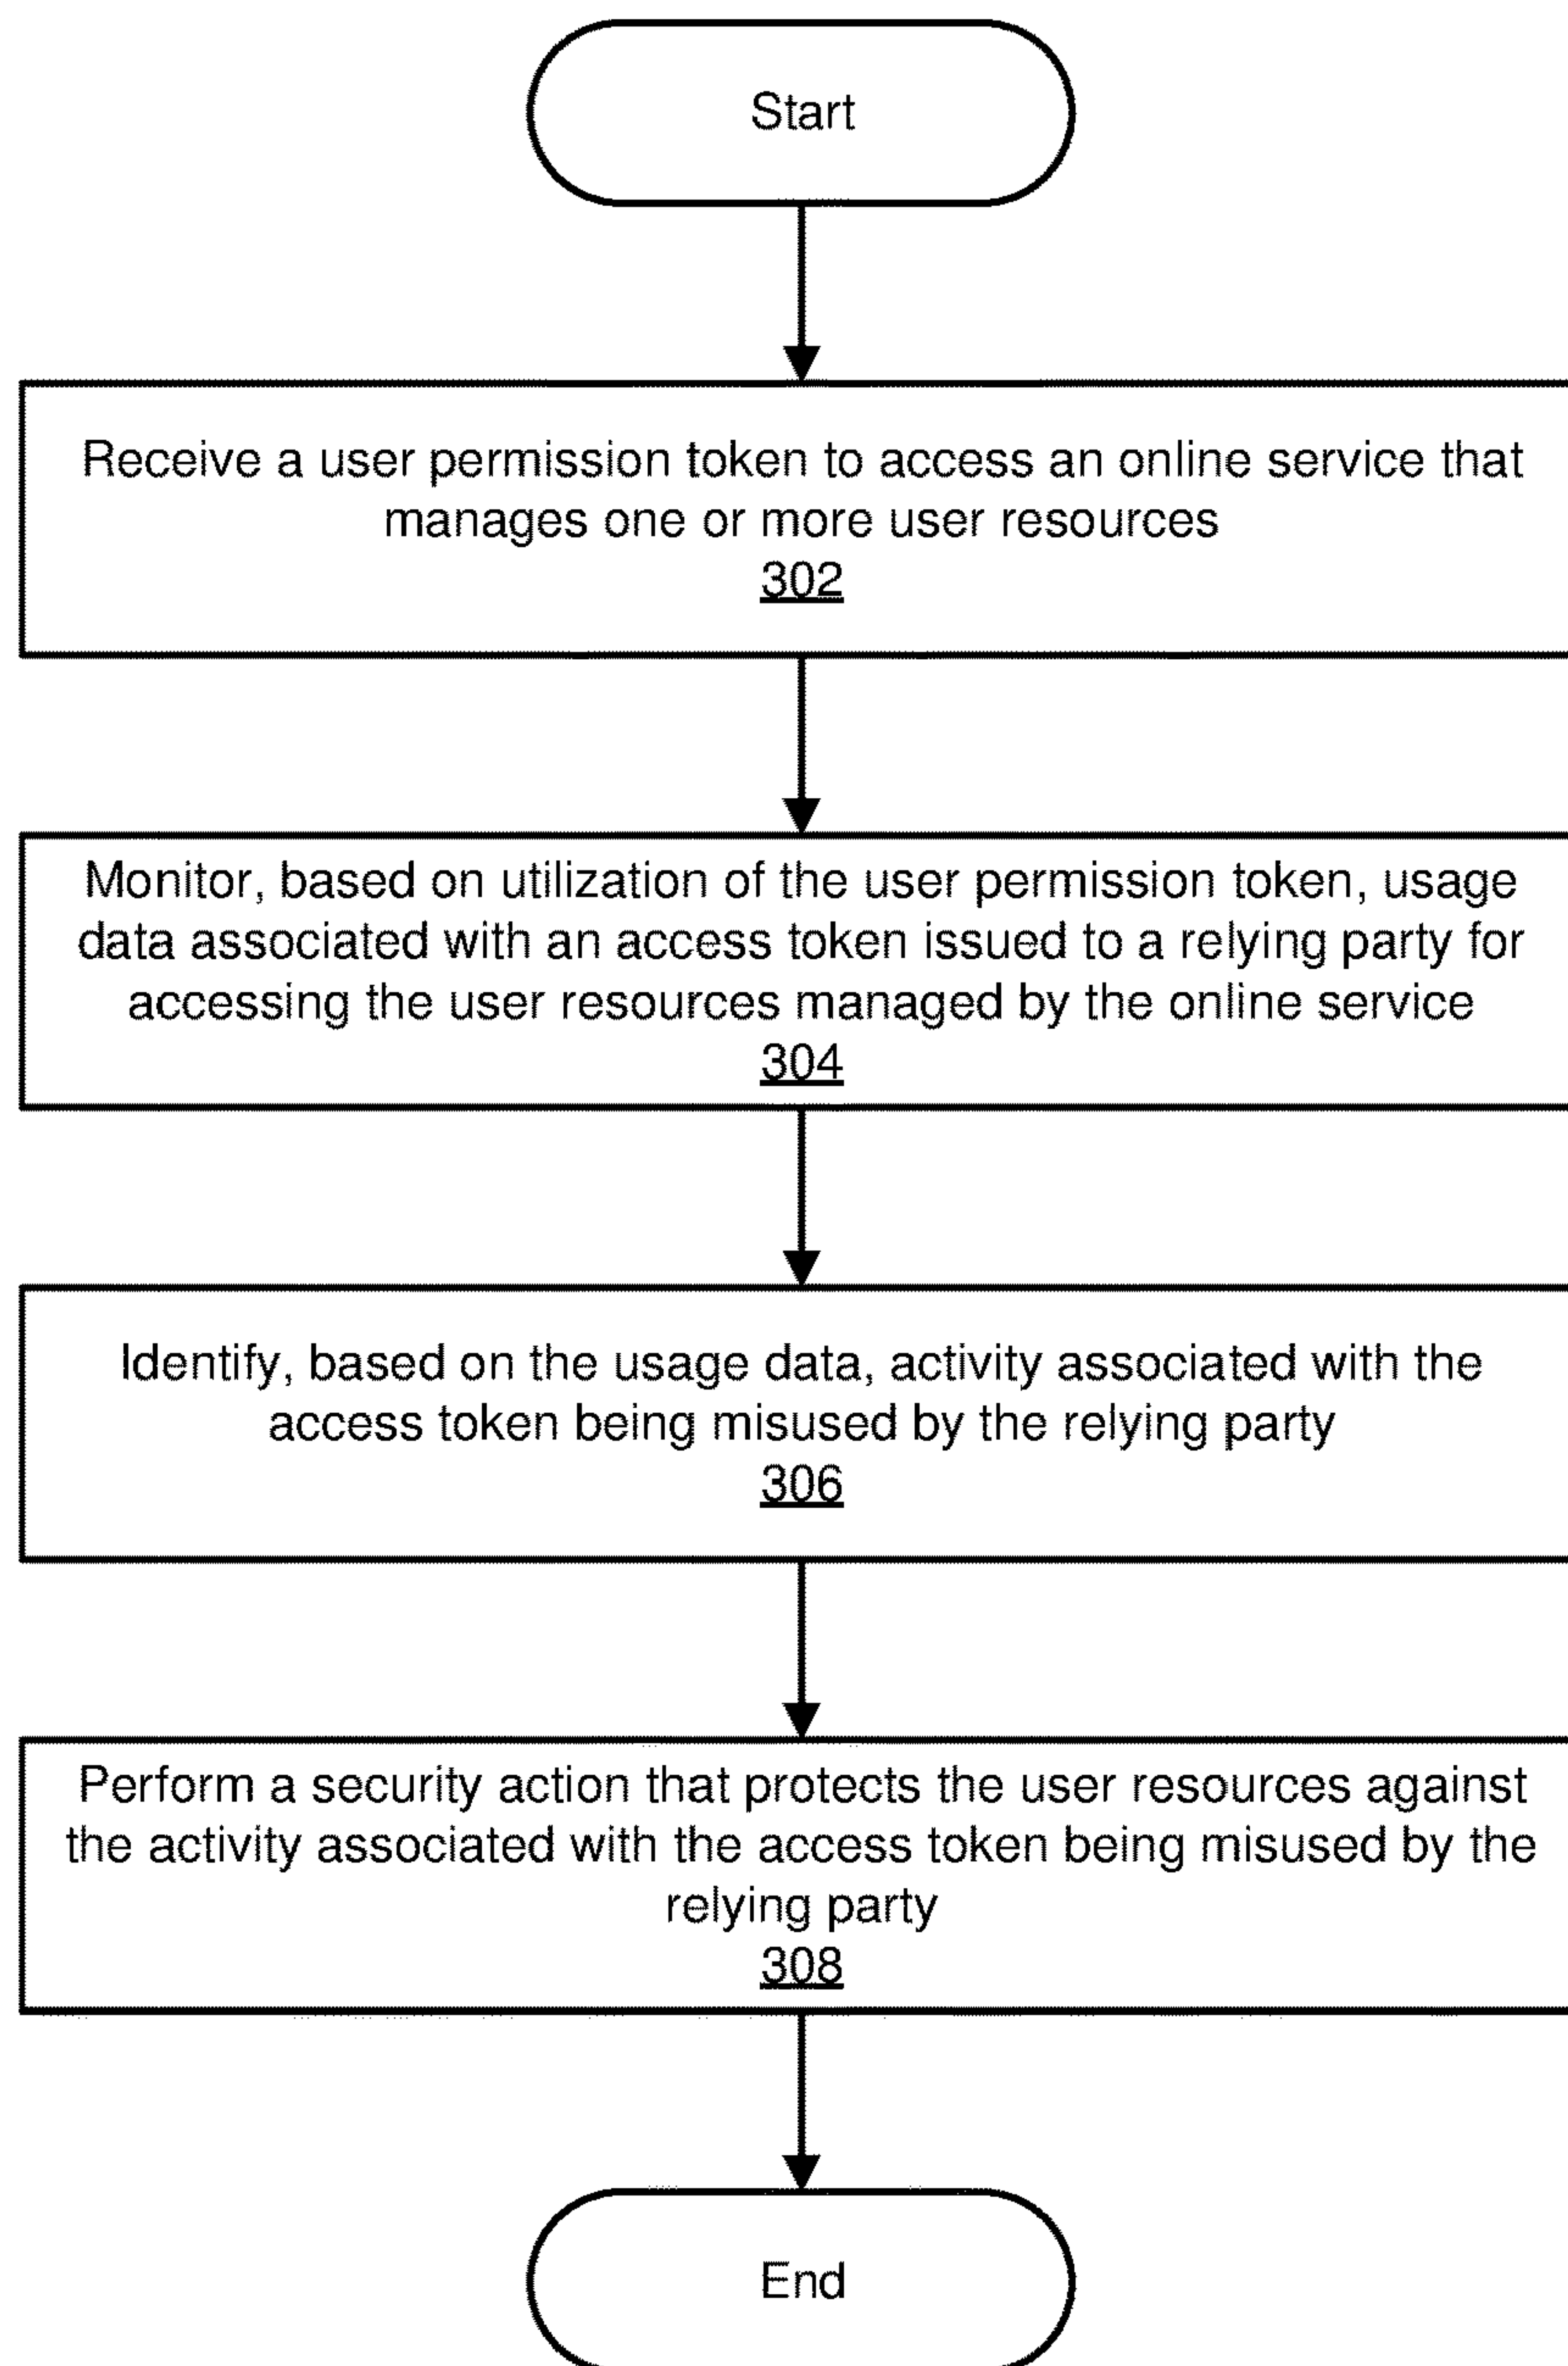 Start
Receive a user permission token to access an online service that
manages one or more user resources
302
Monitor, based on utilization of the user permission token, usage
data associated with an access token issued to a relying party for
accessing the user resources managed by the online service
304
Identify, based on the usage data, activity associated with the
access token being misused by the relying party
306
Perform a security action that protects the user resources against
the activity associated with the access token being misused by the
relying party
308
End